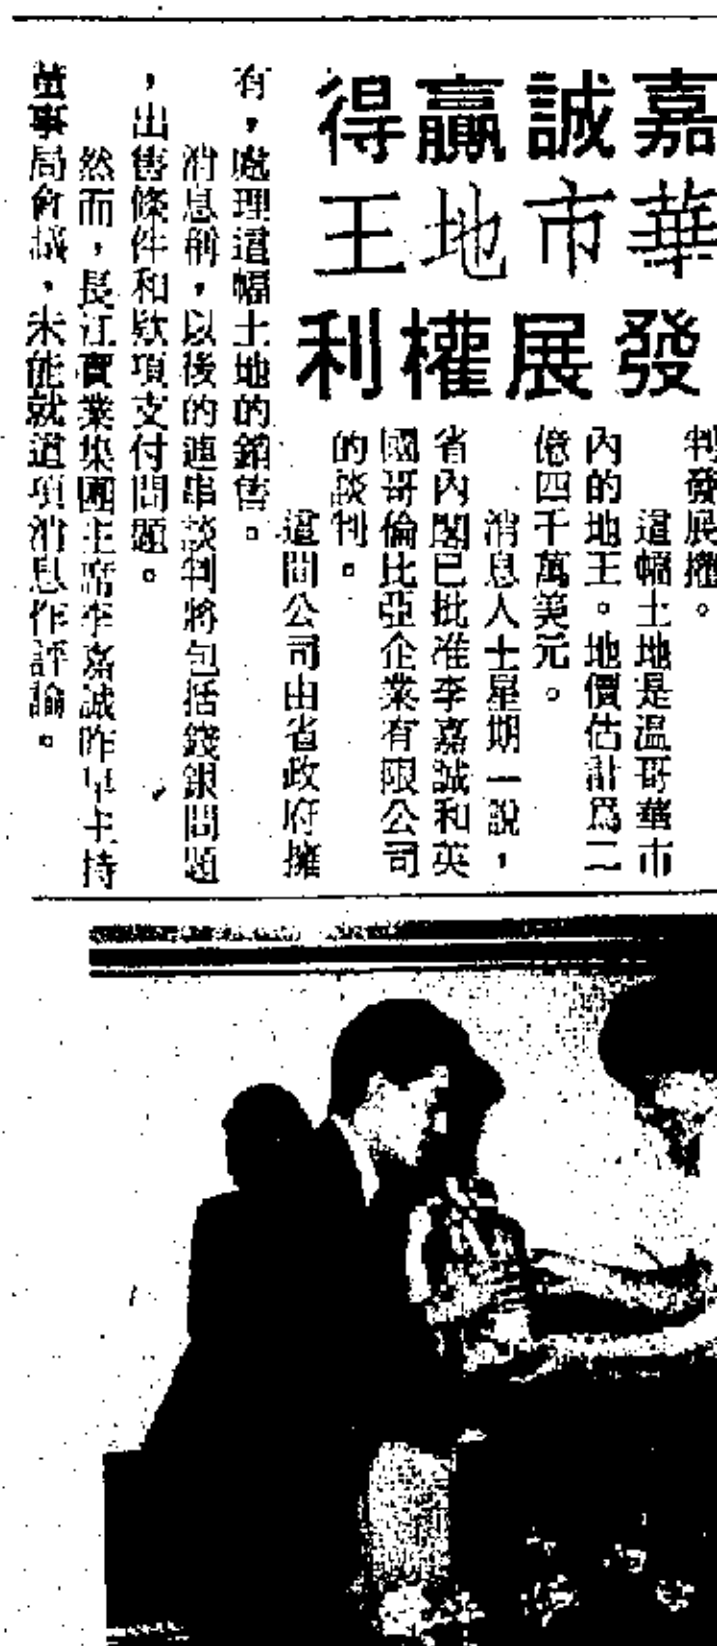 嘉誠贏得
華市地王
發展權利
判發展權。
這幅土地是溫哥華市
內的地王。地價估計爲二
億四千萬美元。
消息人士星期一說，
省內閣已批准李嘉誠和英
國哥倫比亞企業有限公司
的談判。
這間公司由省政府擁
有，處理這幅土地的銷售。
消息稱，以後的連串談判將包括錢銀問題
，出售條件和欵項支付問題。
然而，長江實業集團主席李嘉誠昨早主持
董事局會議，未能就這項消息作評論。